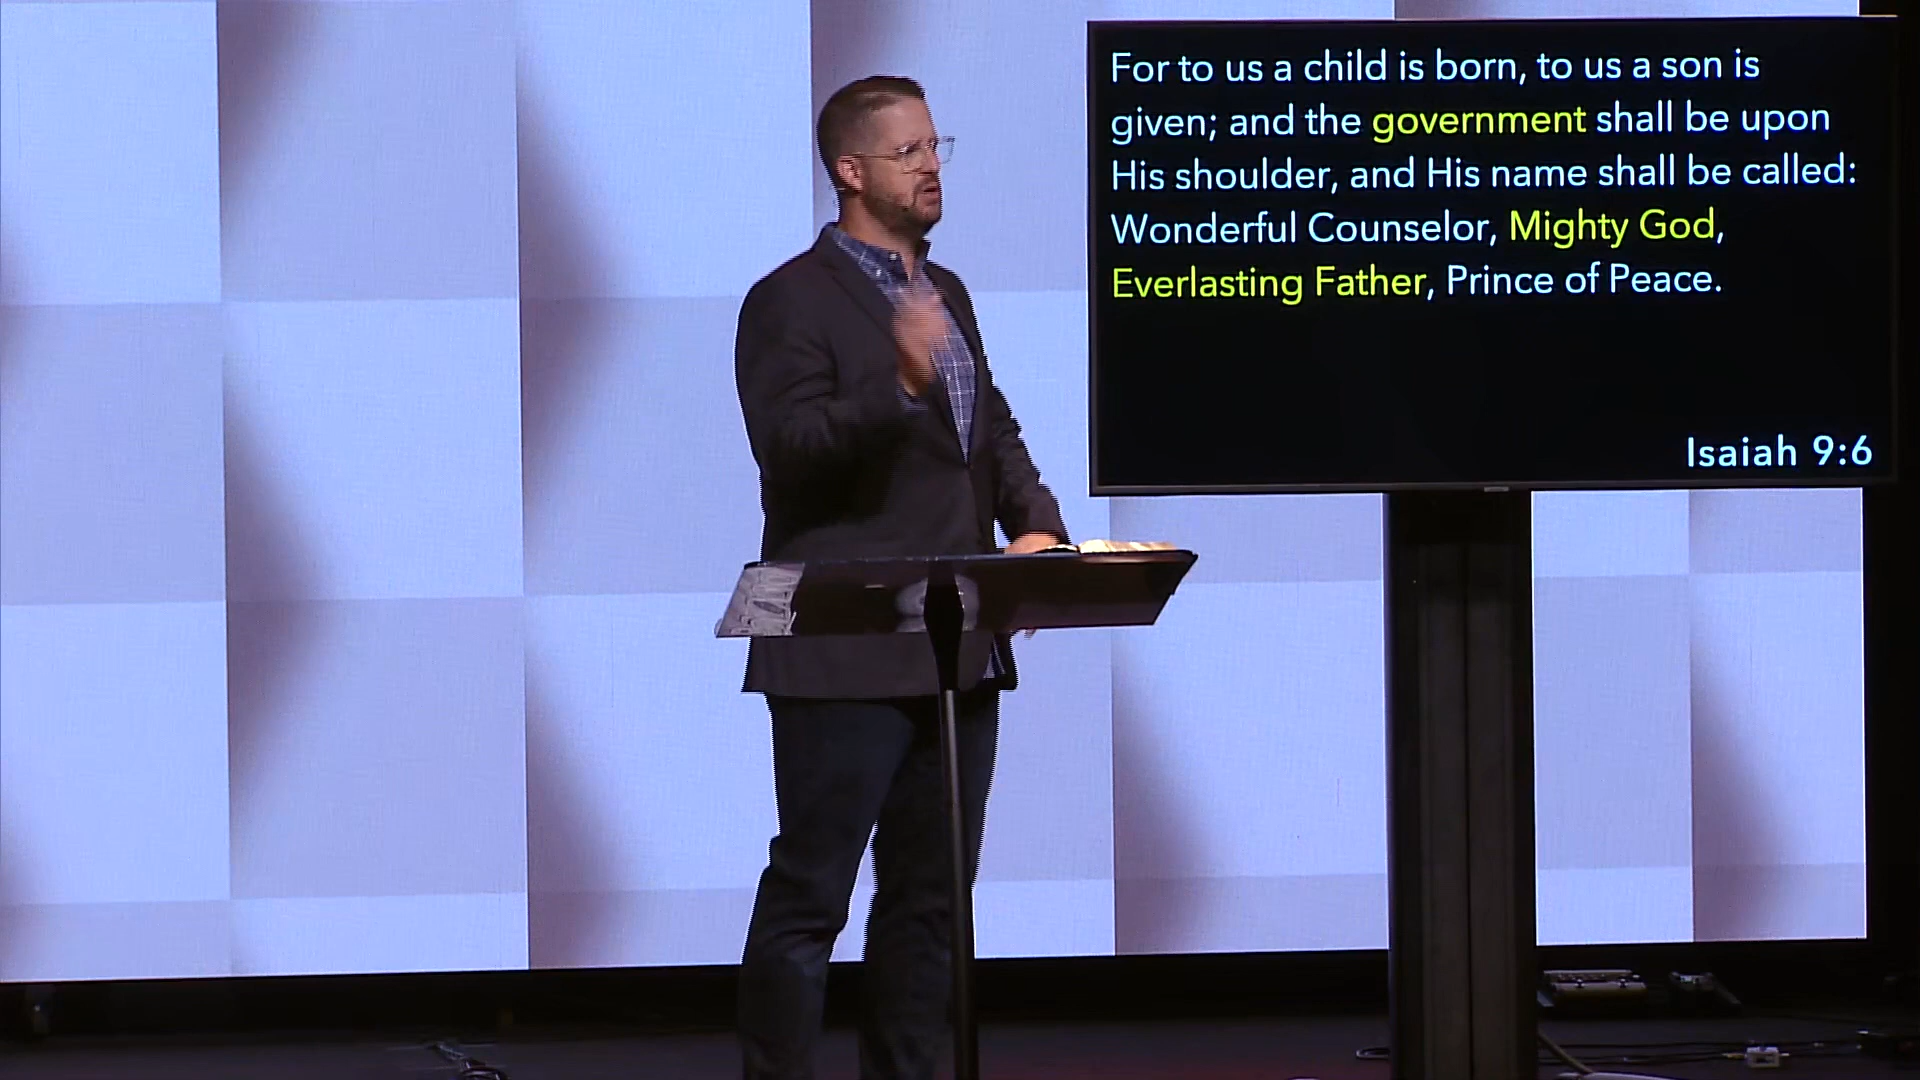 For to us a child is born, to us a son is
given; and the government shall be upon
His shoulder, and His name shall be called:
Wonderful Counselor, Mighty God,
Everlasting Father, Prince of Peace.
Isaiah 9:6